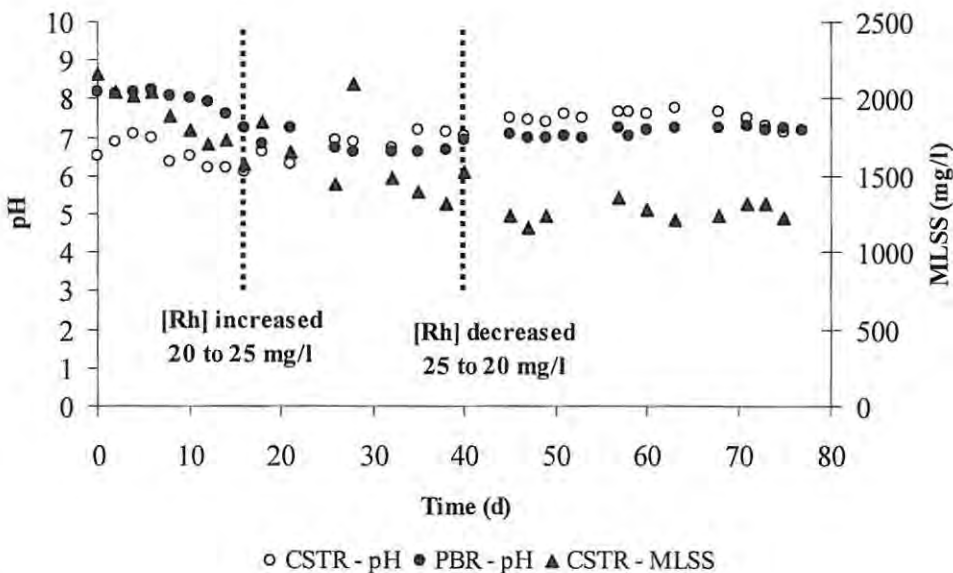 10
9
8
7
6
5
4
3
2
1
0
pH
2500
2000
1500
1000
500
0
MLSS (mg/l)
[Rh] increased
20 to 25 mg/l
[Rh] decreased
25 to 20 mg/l
0 10 20 30 40 50 60 70 80
Time (d)
CSTR - pH PBR - pH CSTR - MLSS